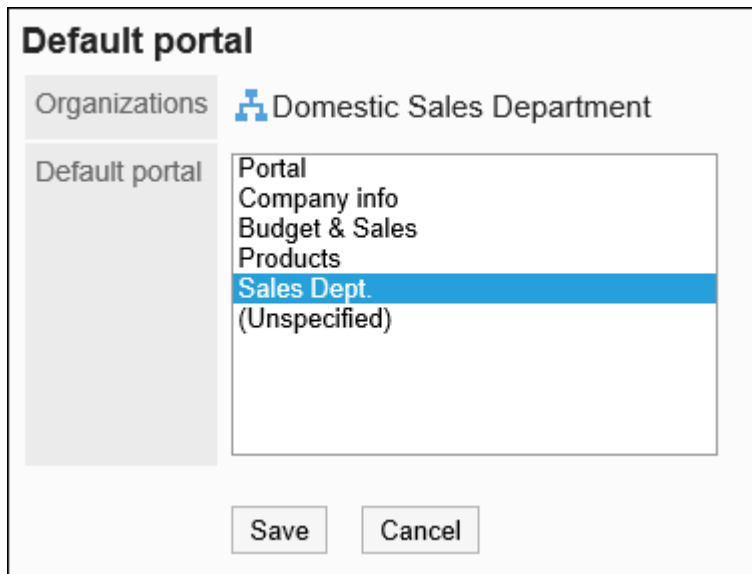 Default portal
Organizations Domestic Sales Department
Default portal
Portal
Company info
Budget & Sales
Products
Sales Dept.
(Unspecified)
Save Cancel